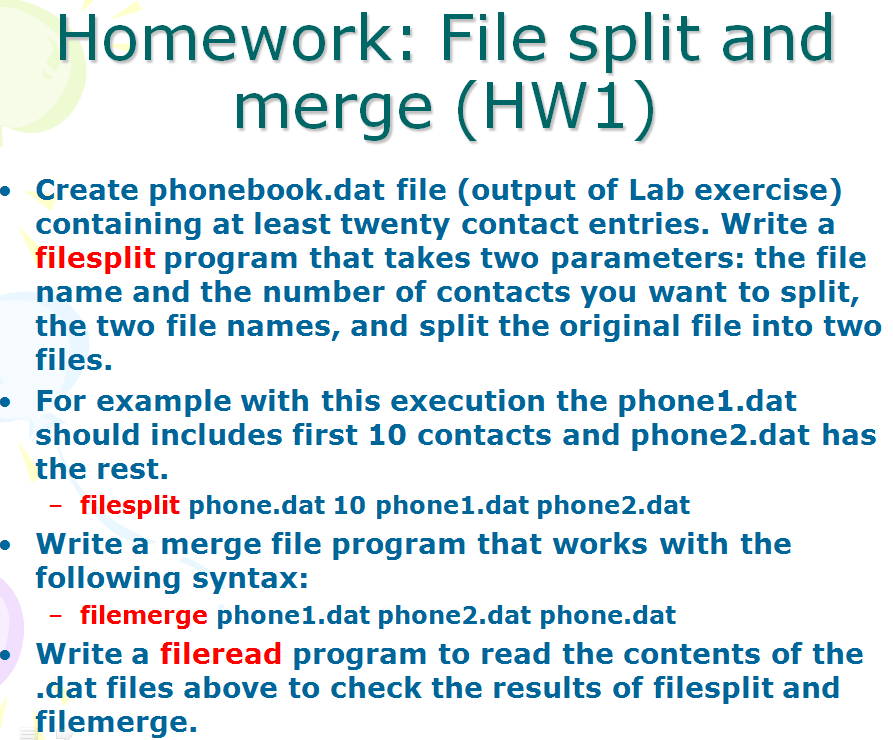 Homework: File split and
merge (HW1)
• Create phonebook.dat file (output of Lab exercise)
containing at least twenty contact entries. Write a
filesplit program that takes two parameters: the file
name and the number of contacts you want to split,
the two file names, and split the original file into two
files.
• For example with this execution the phone1.dat
should includes first 10 contacts and phone2.dat has
the rest.
– filesplit phone.dat 10 phone1.dat phone2.dat
• Write a merge file program that works with the
following syntax:
– filemerge phone1.dat phone2.dat phone.dat
• Write a fileread program to read the contents of the
.dat files above to check the results of filesplit and
filemerge.